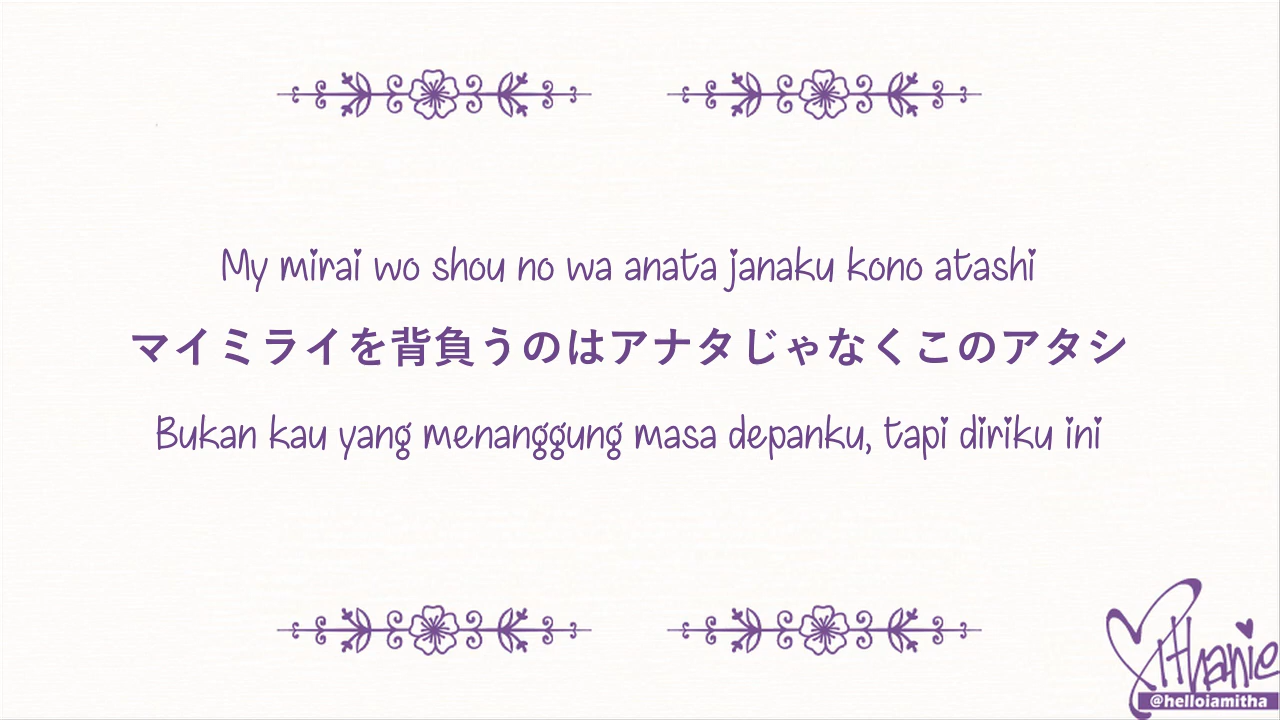 My mirai wo shou no wa anata janaku kono atashi
マイミライを背負うのはアナタじゃなくこのアタシ
Bukan kau yang menanggung masa depanku, tapi diriku ini
Mithanie
@helloiamitha